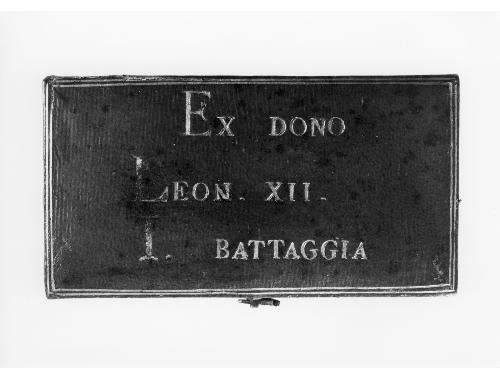 Ex DONO
LEON. XII.
I. BATTAGGIA